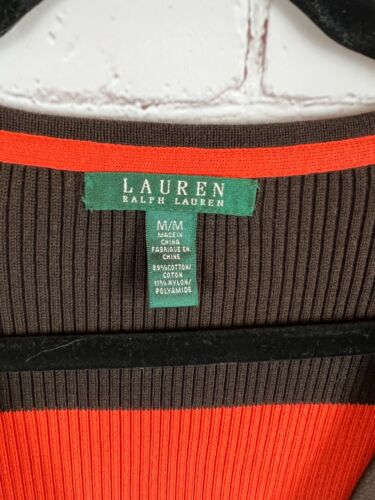 LAUREN
RALPH LAUREN
M/M
MADE IN
CHINA
FABRIQUE EN
CHINE
89%COTTON/
COTON
11%NYLON/
POLYAMIDE